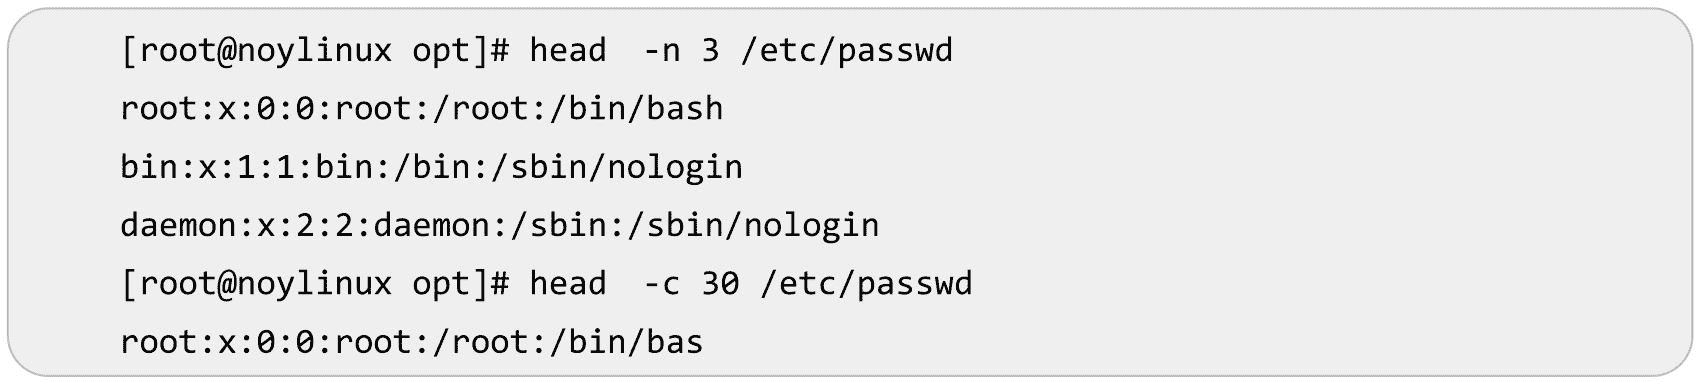 [root@noylinux opt]# head  -n 3 /etc/passwd
root:x:0:0:root:/root:/bin/bash
bin:x:1:1:bin:/bin:/sbin/nologin
daemon:x:2:2:daemon:/sbin:/sbin/nologin
[root@noylinux opt]# head  -c 30 /etc/passwd
root:x:0:0:root:/root:/bin/bas